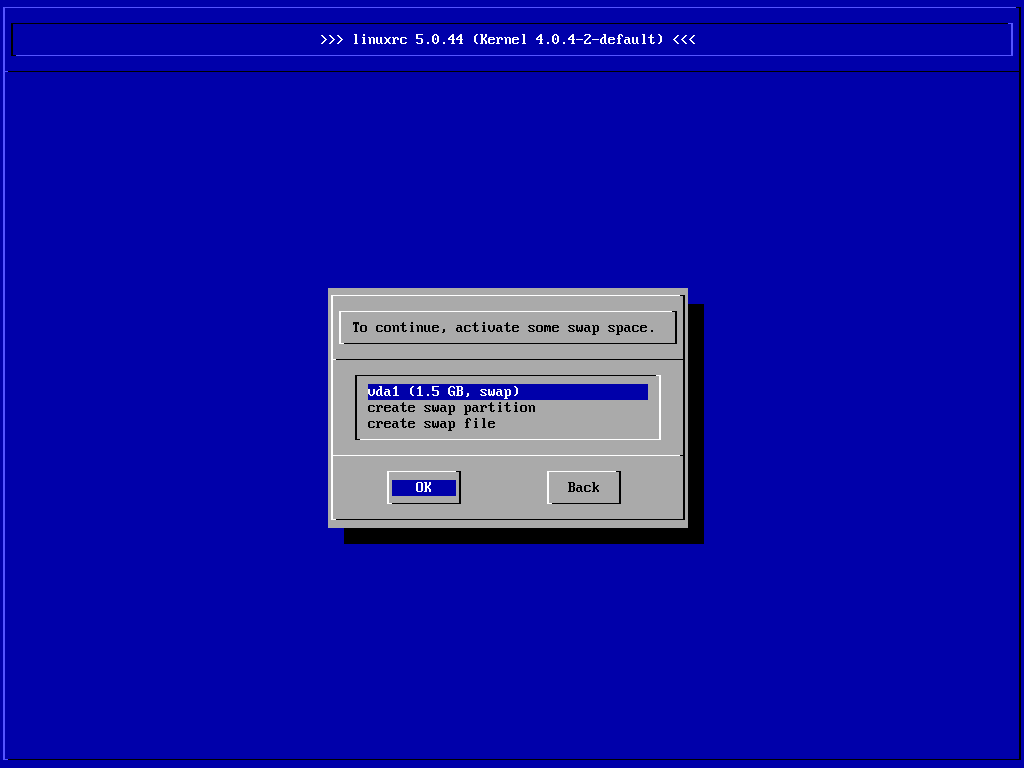 >>> linuxrc 5.0.44 (Kernel 4.0.4-2-default) <<<
To continue, activate some swap space.
vda1 (1.5 GB, swap)
create swap partition
create swap file
OK
Back